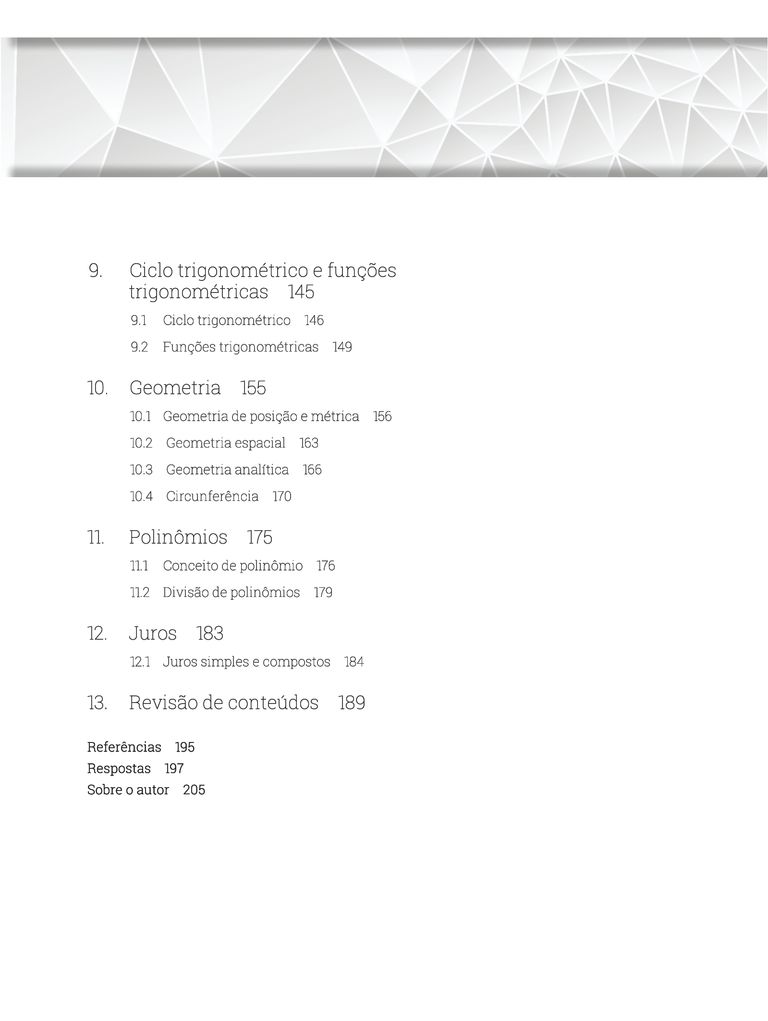 9. Ciclo trigonométrico e funções
trigonométricas 145
9.1 Ciclo trigonométrico 146
9.2 Funções trigonométricas 149
10. Geometria 155
10.1 Geometria de posição e métrica 156
10.2 Geometria espacial 163
10.3 Geometria analítica 166
10.4 Circunferência 170
11. Polinômios 175
11.1 Conceito de polinômio 176
11.2 Divisão de polinômios 179
12. Juros 183
12.1 Juros simples e compostos 184
13. Revisão de conteúdos 189
Referências 195
Respostas 197
Sobre o autor 205